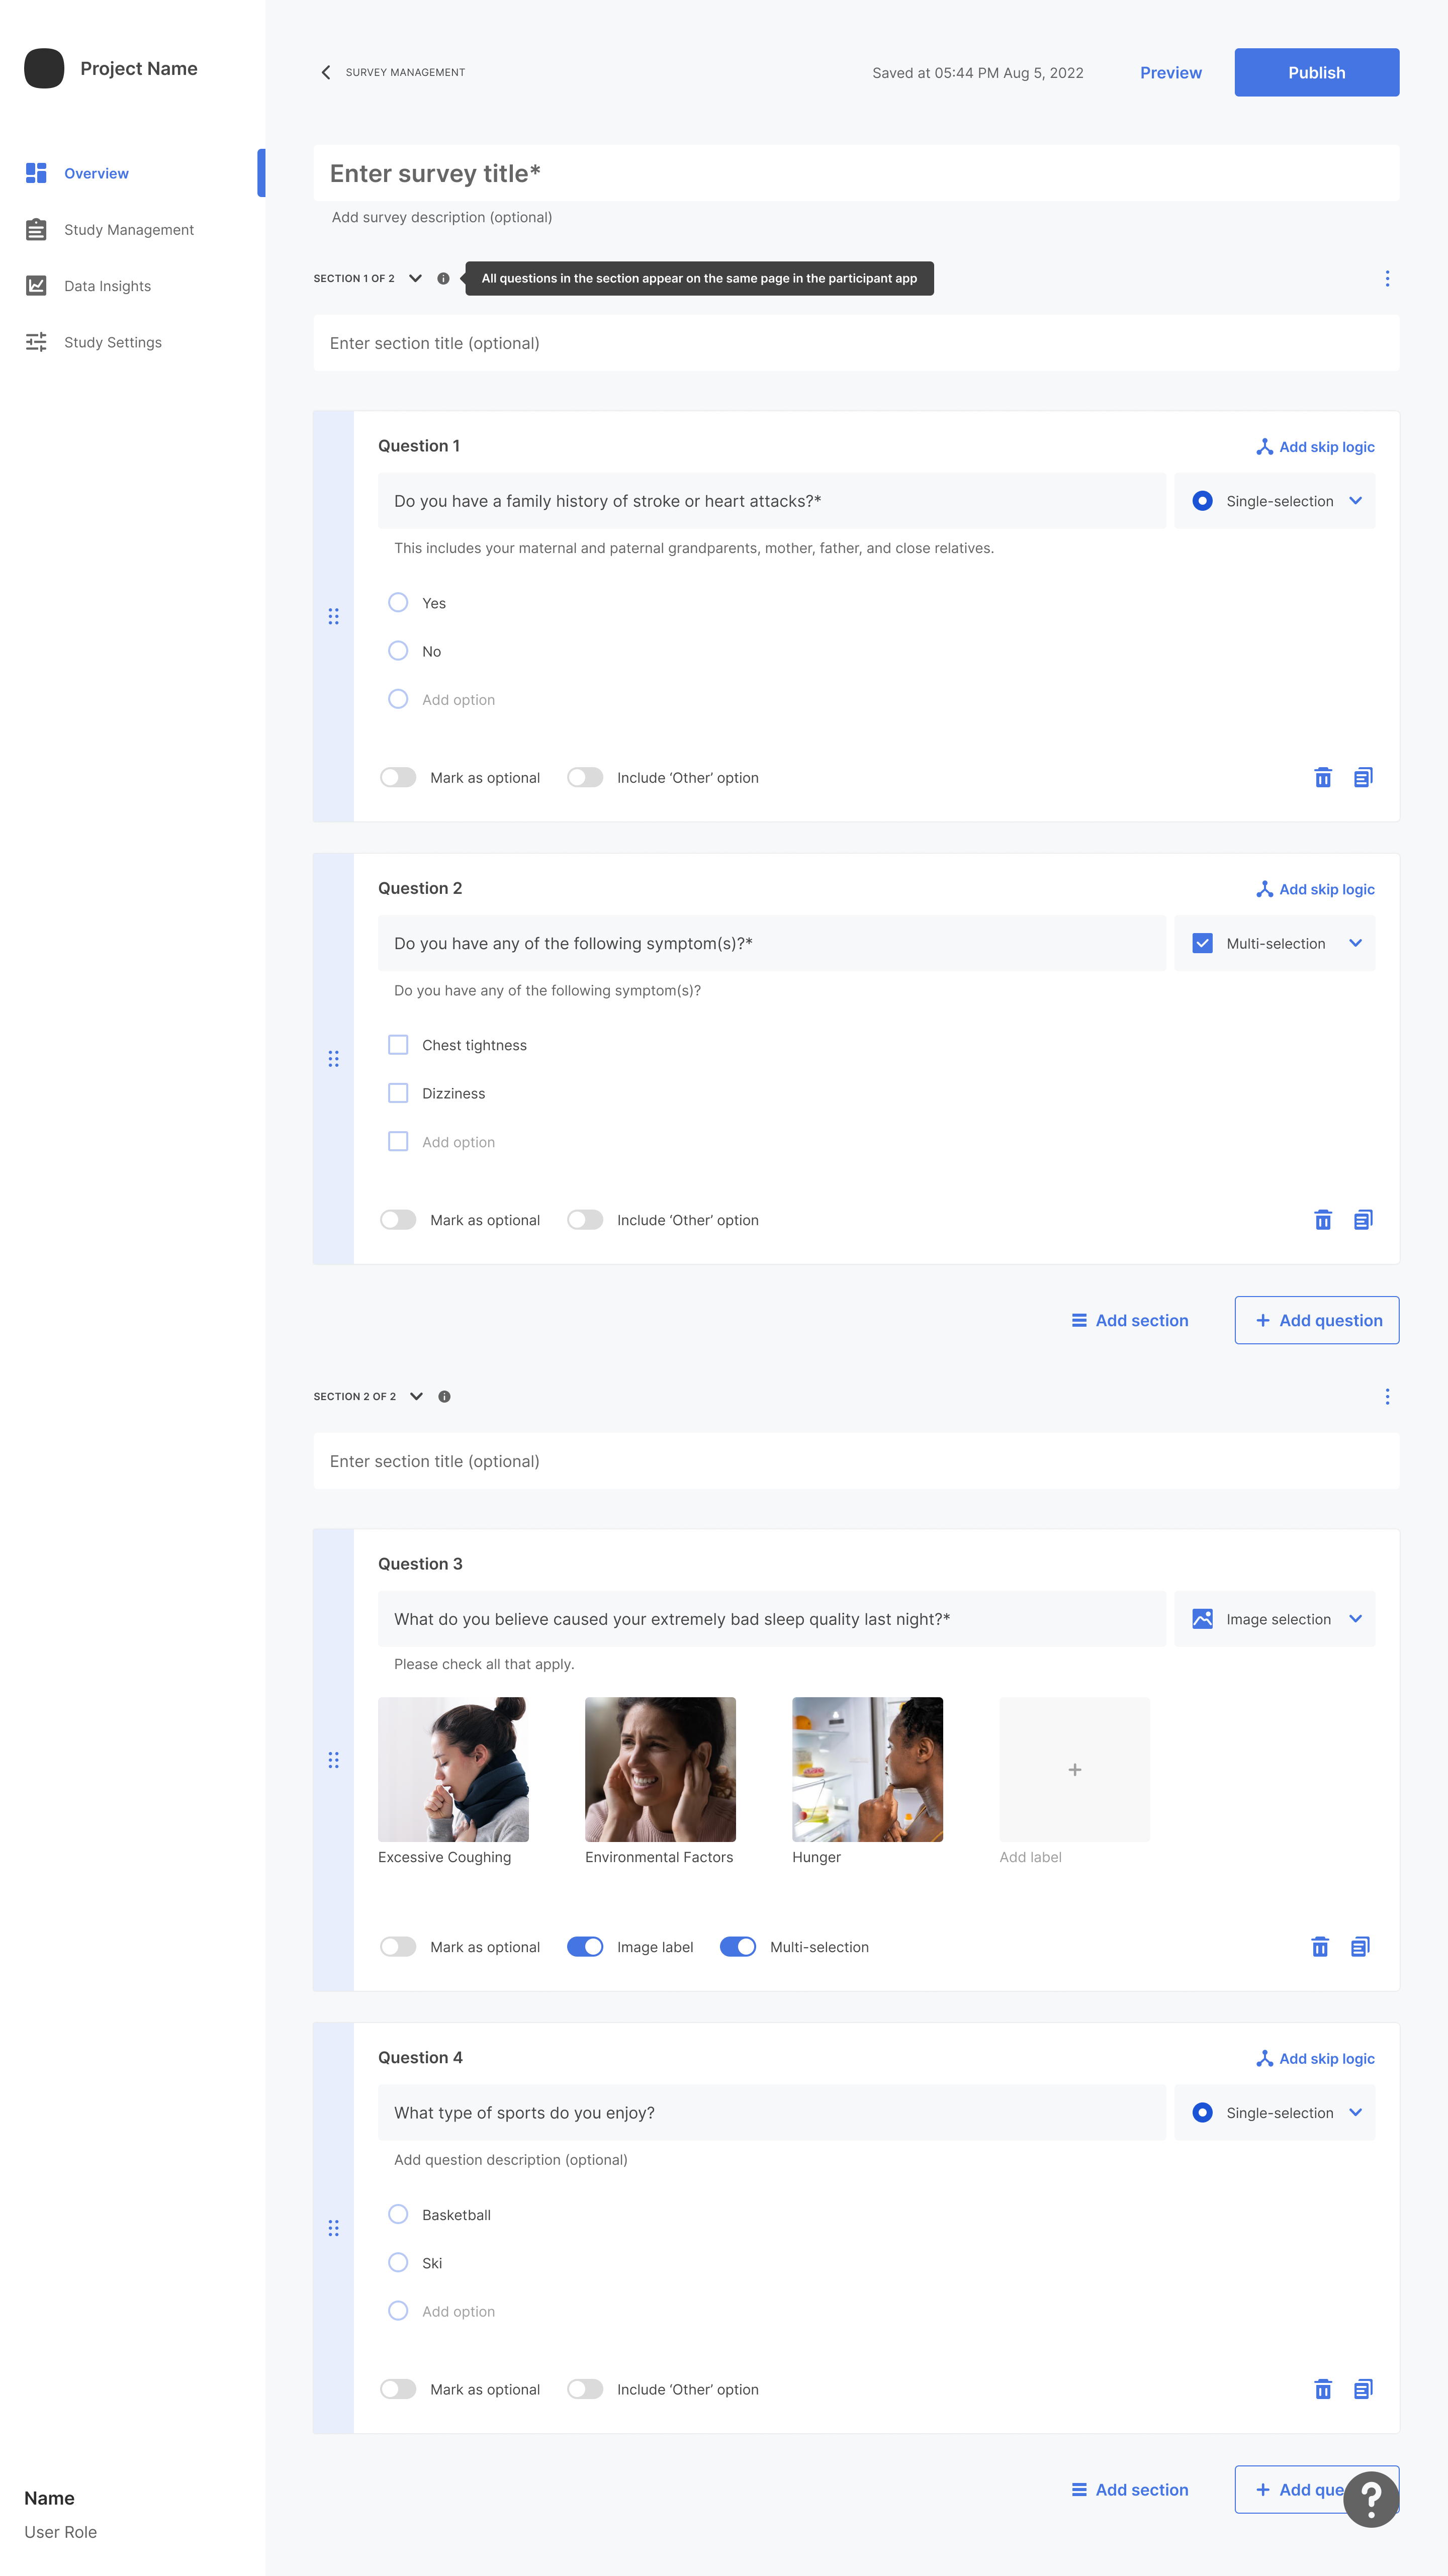 Project Name
Overview
Study Management
Data Insights
Study Settings
SURVEY MANAGEMENT
Saved at 05:44 PM Aug 5, 2022
Preview
Publish
Enter survey title*
Add survey description (optional)
SECTION 1 OF 2
All questions in the section appear on the same page in the participant app
Enter section title (optional)
Question 1
Add skip logic
Do you have a family history of stroke or heart attacks?*
Single-selection
This includes your maternal and paternal grandparents, mother, father, and close relatives.
Yes
No
Add option
Mark as optional
Include ‘Other’ option
Question 2
Add skip logic
Do you have any of the following symptom(s)?*
Multi-selection
Do you have any of the following symptom(s)?
Chest tightness
Dizziness
Add option
Mark as optional
Include ‘Other’ option
Add section
+ Add question
SECTION 2 OF 2
Enter section title (optional)
Question 3
What do you believe caused your extremely bad sleep quality last night?*
Image selection
Please check all that apply.
+
Excessive Coughing
Environmental Factors
Hunger
Add label
Mark as optional
Image label
Multi-selection
Question 4
Add skip logic
What type of sports do you enjoy?
Single-selection
Add question description (optional)
Basketball
Ski
Add option
Mark as optional
Include ‘Other’ option
Add section
+ Add que
?
Name
User Role